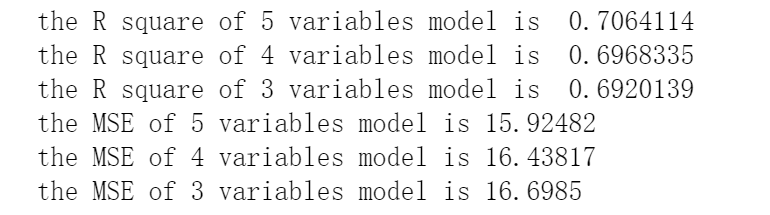 the R square of 5 variables model is  0.7064114
the R square of 4 variables model is  0.6968335
the R square of 3 variables model is  0.6920139
the MSE of 5 variables model is 15.92482
the MSE of 4 variables model is 16.43817
the MSE of 3 variables model is 16.6985